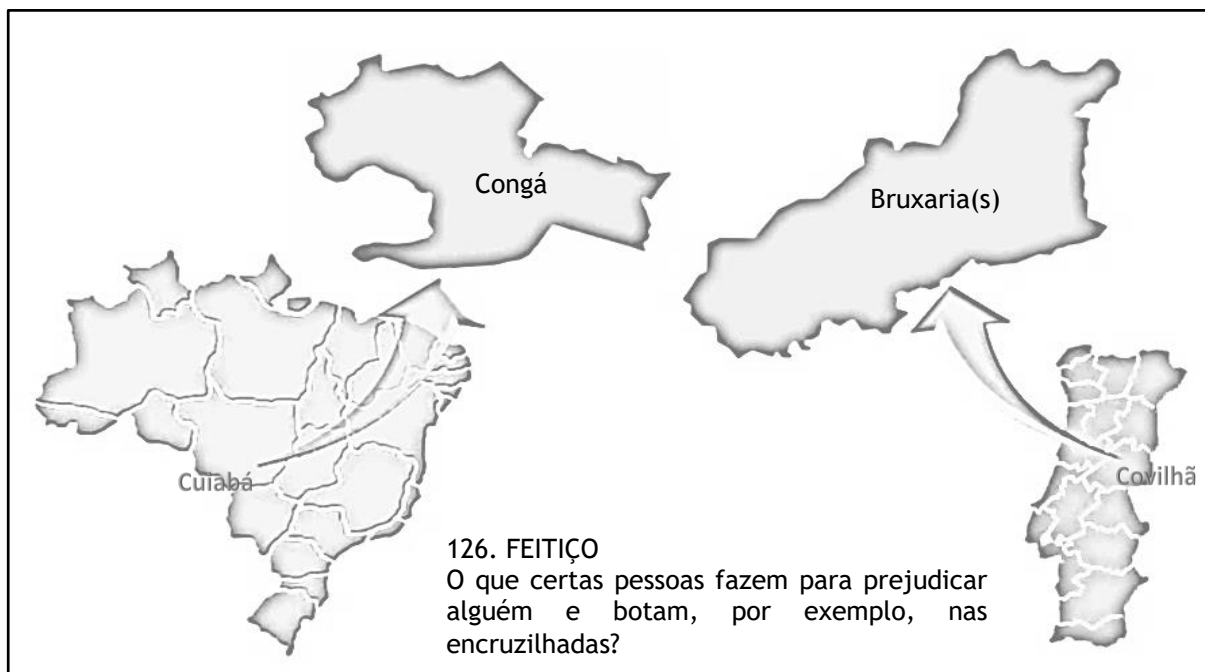 Congá
Bruxaria(s)
Cuiabá
Covilhã
126. FEITIÇO
O que certas pessoas fazem para prejudicar
alguém e botam, por exemplo, nas
encruzilhadas?